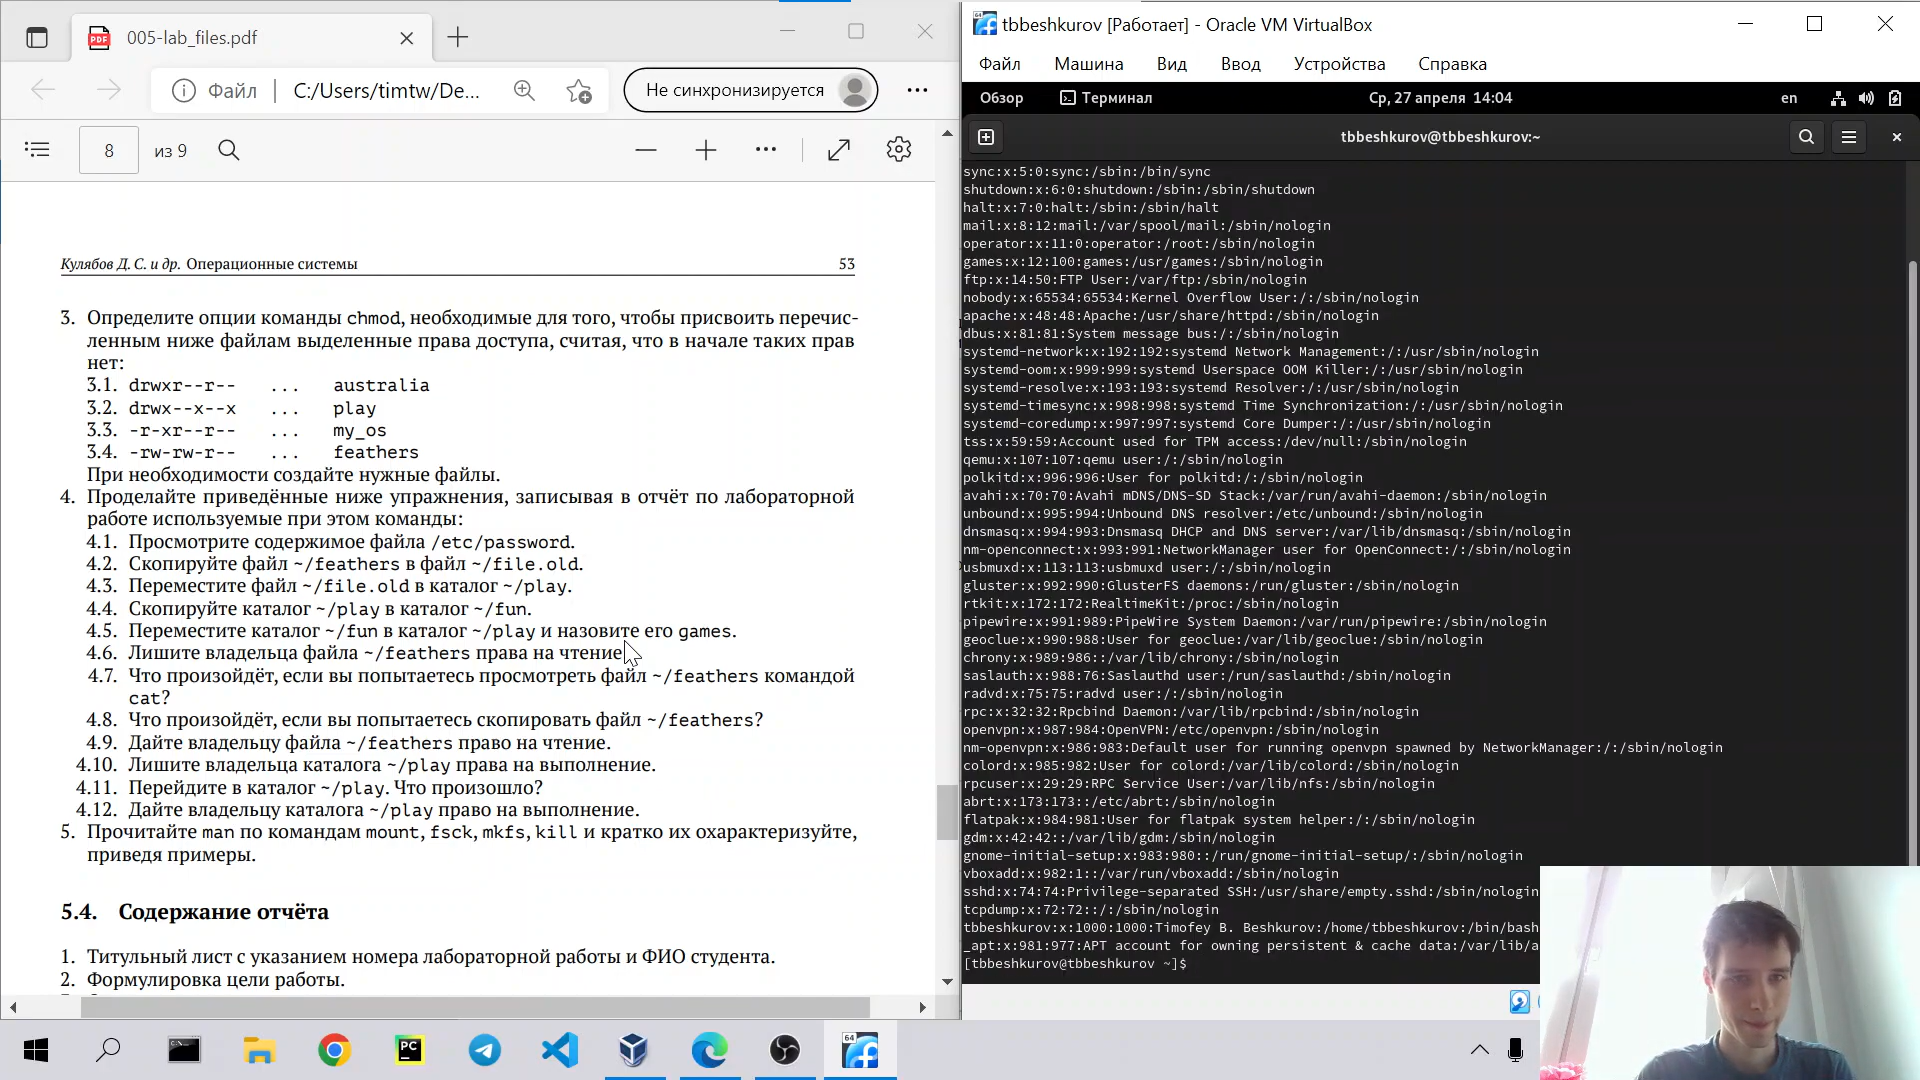 005-lab_files.pdf
Файл
C:/Users/timtw/De...
Не синхронизируется
8
из 9
Кулябов Д. С. и др. Операционные системы 53
3. Определите опции команды chmod, необходимые для того, чтобы присвоить перечис-
ленным ниже файлам выделенные права доступа, считая, что в начале таких прав
нет:
3.1. drwxr--r-- ... australia
3.2. drwx--x--x ... play
3.3. -r-xr--r-- ... my_os
3.4. -rw-rw-r-- ... feathers
При необходимости создайте нужные файлы.
4. Проделайте приведённые ниже упражнения, записывая в отчёт по лабораторной
работе используемые при этом команды:
4.1. Просмотрите содержимое файла /etc/password.
4.2. Скопируйте файл ~/feathers в файл ~/file.old.
4.3. Переместите файл ~/file.old в каталог ~/play.
4.4. Скопируйте каталог ~/play в каталог ~/fun.
4.5. Переместите каталог ~/fun в каталог ~/play и назовите его games.
4.6. Лишите владельца файла ~/feathers права на чтение.
4.7. Что произойдёт, если вы попытаетесь просмотреть файл ~/feathers командой
cat?
4.8. Что произойдёт, если вы попытаетесь скопировать файл ~/feathers?
4.9. Дайте владельцу файла ~/feathers право на чтение.
4.10. Лишите владельца каталога ~/play права на выполнение.
4.11. Перейдите в каталог ~/play. Что произошло?
4.12. Дайте владельцу каталога ~/play право на выполнение.
5. Прочитайте man по командам mount, fsck, mkfs, kill и кратко их охарактеризуйте,
приведя примеры.
5.4. Содержание отчёта
1. Титульный лист с указанием номера лабораторной работы и ФИО студента.
2. Формулировка цели работы.
tbbeshkurov [Работает] - Oracle VM VirtualBox
Файл Машина Вид Ввод Устройства Справка
Обзор Терминал Ср, 27 апреля 14:04 en
tbbeshkurov@tbbeshkurov:~
sync:x:5:0:sync:/sbin:/bin/sync
shutdown:x:6:0:shutdown:/sbin:/sbin/shutdown
halt:x:7:0:halt:/sbin:/sbin/halt
mail:x:8:12:mail:/var/spool/mail:/sbin/nologin
operator:x:11:0:operator:/root:/sbin/nologin
games:x:12:100:games:/usr/games:/sbin/nologin
ftp:x:14:50:FTP User:/var/ftp:/sbin/nologin
nobody:x:65534:65534:Kernel Overflow User:/:/sbin/nologin
apache:x:48:48:Apache:/usr/share/httpd:/sbin/nologin
dbus:x:81:81:System message bus:/:/sbin/nologin
systemd-network:x:192:192:systemd Network Management:/:/usr/sbin/nologin
systemd-oom:x:999:999:systemd Userspace OOM Killer:/:/usr/sbin/nologin
systemd-resolve:x:193:193:systemd Resolver:/:/usr/sbin/nologin
systemd-timesync:x:998:998:systemd Time Synchronization:/:/usr/sbin/nologin
systemd-coredump:x:997:997:systemd Core Dumper:/:/usr/sbin/nologin
tss:x:59:59:Account used for TPM access:/dev/null:/sbin/nologin
qemu:x:107:107:qemu user:/:/sbin/nologin
polkitd:x:996:996:User for polkitd:/:/sbin/nologin
avahi:x:70:70:Avahi mDNS/DNS-SD Stack:/var/run/avahi-daemon:/sbin/nologin
unbound:x:995:994:Unbound DNS resolver:/etc/unbound:/sbin/nologin
dnsmasq:x:994:993:Dnsmasq DHCP and DNS server:/var/lib/dnsmasq:/sbin/nologin
nm-openconnect:x:993:991:NetworkManager user for OpenConnect:/:/sbin/nologin
usbmuxd:x:113:113:usbmuxd user:/:/sbin/nologin
gluster:x:992:990:GlusterFS daemons:/run/gluster:/sbin/nologin
rtkit:x:172:172:RealtimeKit:/proc:/sbin/nologin
pipewire:x:991:989:PipeWire System Daemon:/var/run/pipewire:/sbin/nologin
geoclue:x:990:988:User for geoclue:/var/lib/geoclue:/sbin/nologin
chrony:x:989:986::/var/lib/chrony:/sbin/nologin
saslauth:x:988:76:Saslauthd user:/run/saslauthd:/sbin/nologin
radvd:x:75:75:radvd user:/:/sbin/nologin
rpc:x:32:32:Rpcbind Daemon:/var/lib/rpcbind:/sbin/nologin
openvpn:x:987:984:OpenVPN:/etc/openvpn:/sbin/nologin
nm-openvpn:x:986:983:Default user for running openvpn spawned by NetworkManager:/:/sbin/nologin
colord:x:985:982:User for colord:/var/lib/colord:/sbin/nologin
rpcuser:x:29:29:RPC Service User:/var/lib/nfs:/sbin/nologin
abrt:x:173:173::/etc/abrt:/sbin/nologin
flatpak:x:984:981:User for flatpak system helper:/:/sbin/nologin
gdm:x:42:42::/var/lib/gdm:/sbin/nologin
gnome-initial-setup:x:983:980::/run/gnome-initial-setup/:/sbin/nologin
vboxadd:x:982:1::/var/run/vboxadd:/sbin/nologin
sshd:x:74:74:Privilege-separated SSH:/usr/share/empty.sshd:/sbin/nologin
tcpdump:x:72:72::/:/sbin/nologin
tbbeshkurov:x:1000:1000:Timofey B. Beshkurov:/home/tbbeshkurov:/bin/bash
_apt:x:981:977:APT account for owning persistent & cache data:/var/lib/a
[tbbeshkurov@tbbeshkurov ~]$